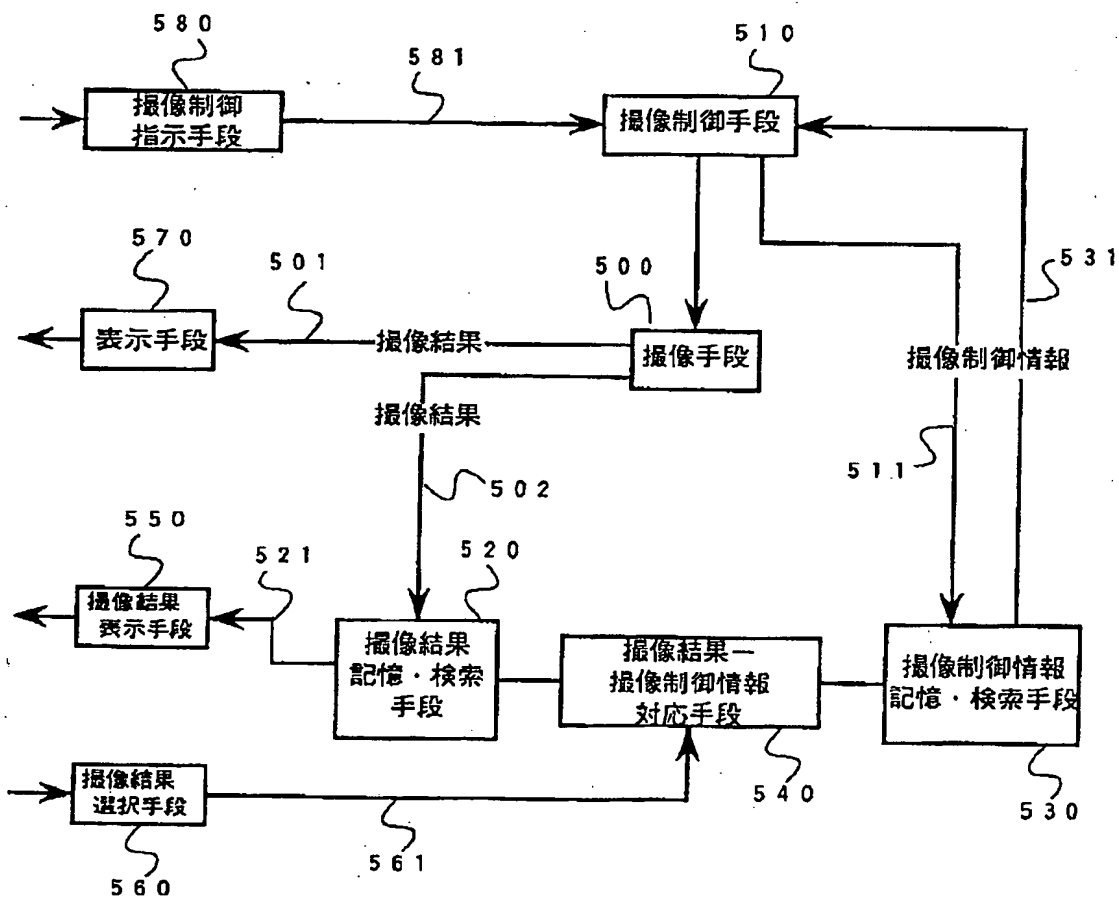 580
581
510
撮像制御
指示手段
撮像制御手段
570
501
500
531
表示手段
撮像結果
撮像手段
撮像制御情報
撮像結果
511
502
550
521
520
撮像結果
表示手段
撮像結果
記憶・検索
手段
撮像結果ー
撮像制御情報
対応手段
撮像制御情報
記憶・検索手段
撮像結果
選択手段
540
530
561
560